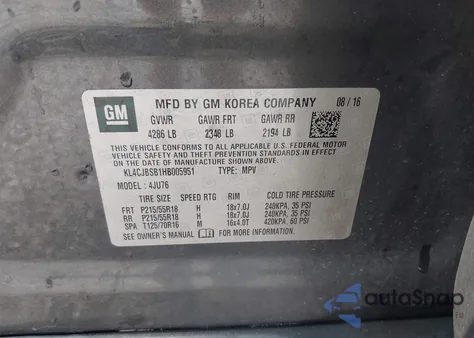 GM
MFD BY GM KOREA COMPANY 08/16
GVWR GAWR FRT GAWR RR
4286 LB 2348 LB 2194 LB
THIS VEHICLE CONFORMS TO ALL APPLICABLE U.S. FEDERAL MOTOR
VEHICLE SAFETY, BUMPER, AND THEFT PREVENTION STANDARDS IN
EFFECT ON THE DATE OF MANUFACTURE SHOWN ABOVE.
KL4CJBSB1HB005951 TYPE: MPV
MODEL: 4JU76
TIRE SIZE SPEED RTG RIM COLD TIRE PRESSURE
FRT P215/55R18 H 18x7.0J 240KPA, 35 PSI
RR P215/55R18 H 18x7.0J 240KPA, 35 PSI
SPA T125/70R16 M 16x4.0T 420KPA, 60 PSI
SEE OWNER'S MANUAL FOR MORE INFORMATION.
autoSnap